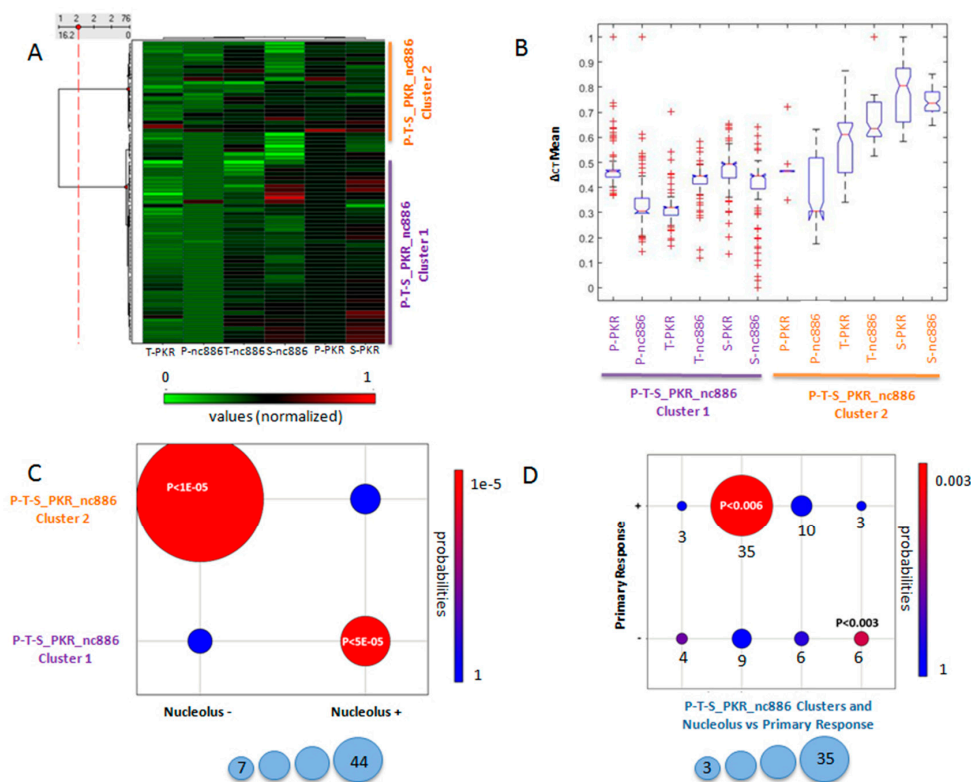 1 2 2 2 76
16.2 0
A
P-T-S_PKR_nc886
Cluster 2
P-T-S_PKR_nc886
Cluster 1
T-PKR P-nc886 T-nc886 S-nc886 P-PKR S-PKR
0 1
values (normalized)
B
ΔCT Mean
1
0.9
0.8
0.7
0.6
0.5
0.4
0.3
0.2
0.1
0
P-PKR
P-nc886
T-PKR
T-nc886
S-PKR
S-nc886
P-PKR
P-nc886
T-PKR
T-nc886
S-PKR
S-nc886
P-T-S_PKR_nc886
Cluster 1
P-T-S_PKR_nc886
Cluster 2
C
P-T-S_PKR_nc886
Cluster 2
P<1E-05
P-T-S_PKR_nc886
Cluster 1
P<5E-05
Nucleolus -
Nucleolus +
1e-5
probabilities
1
7 44
D
Primary Response
+
-
P<0.006
3 35 10 3
P<0.003
4 9 6 6
0.003
probabilities
1
P-T-S_PKR_nc886 Clusters and
Nucleolus vs Primary Response
3 35